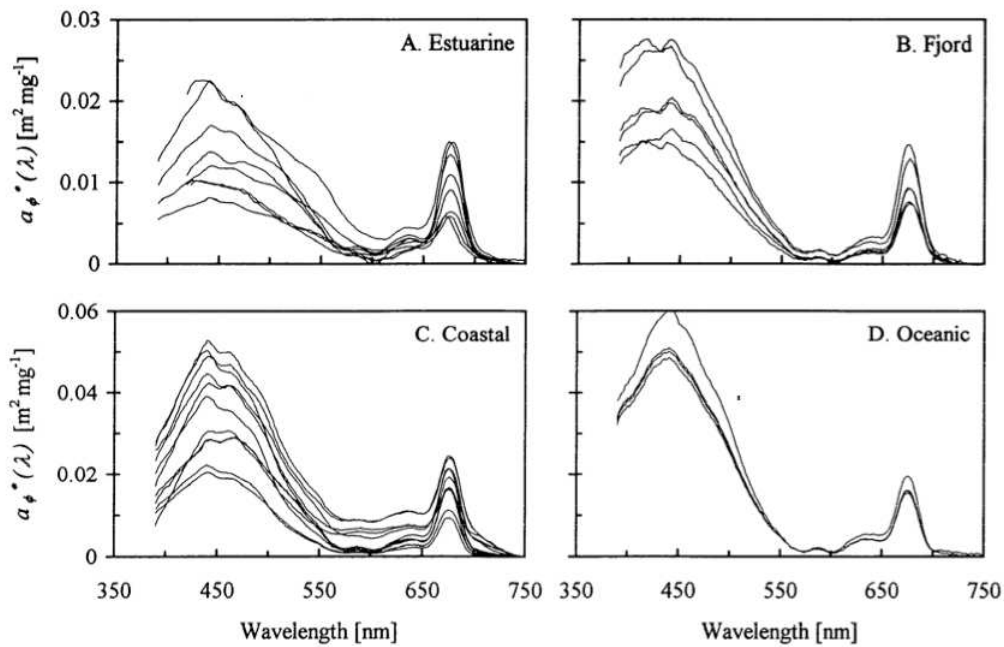 0.03
0.02
0.01
0
a_ϕ*(λ) [m² mg⁻¹]
A. Estuarine
B. Fjord
0.06
0.04
0.02
0
a_ϕ*(λ) [m² mg⁻¹]
C. Coastal
D. Oceanic
350 450 550 650 750
350 450 550 650 750
Wavelength [nm]
Wavelength [nm]